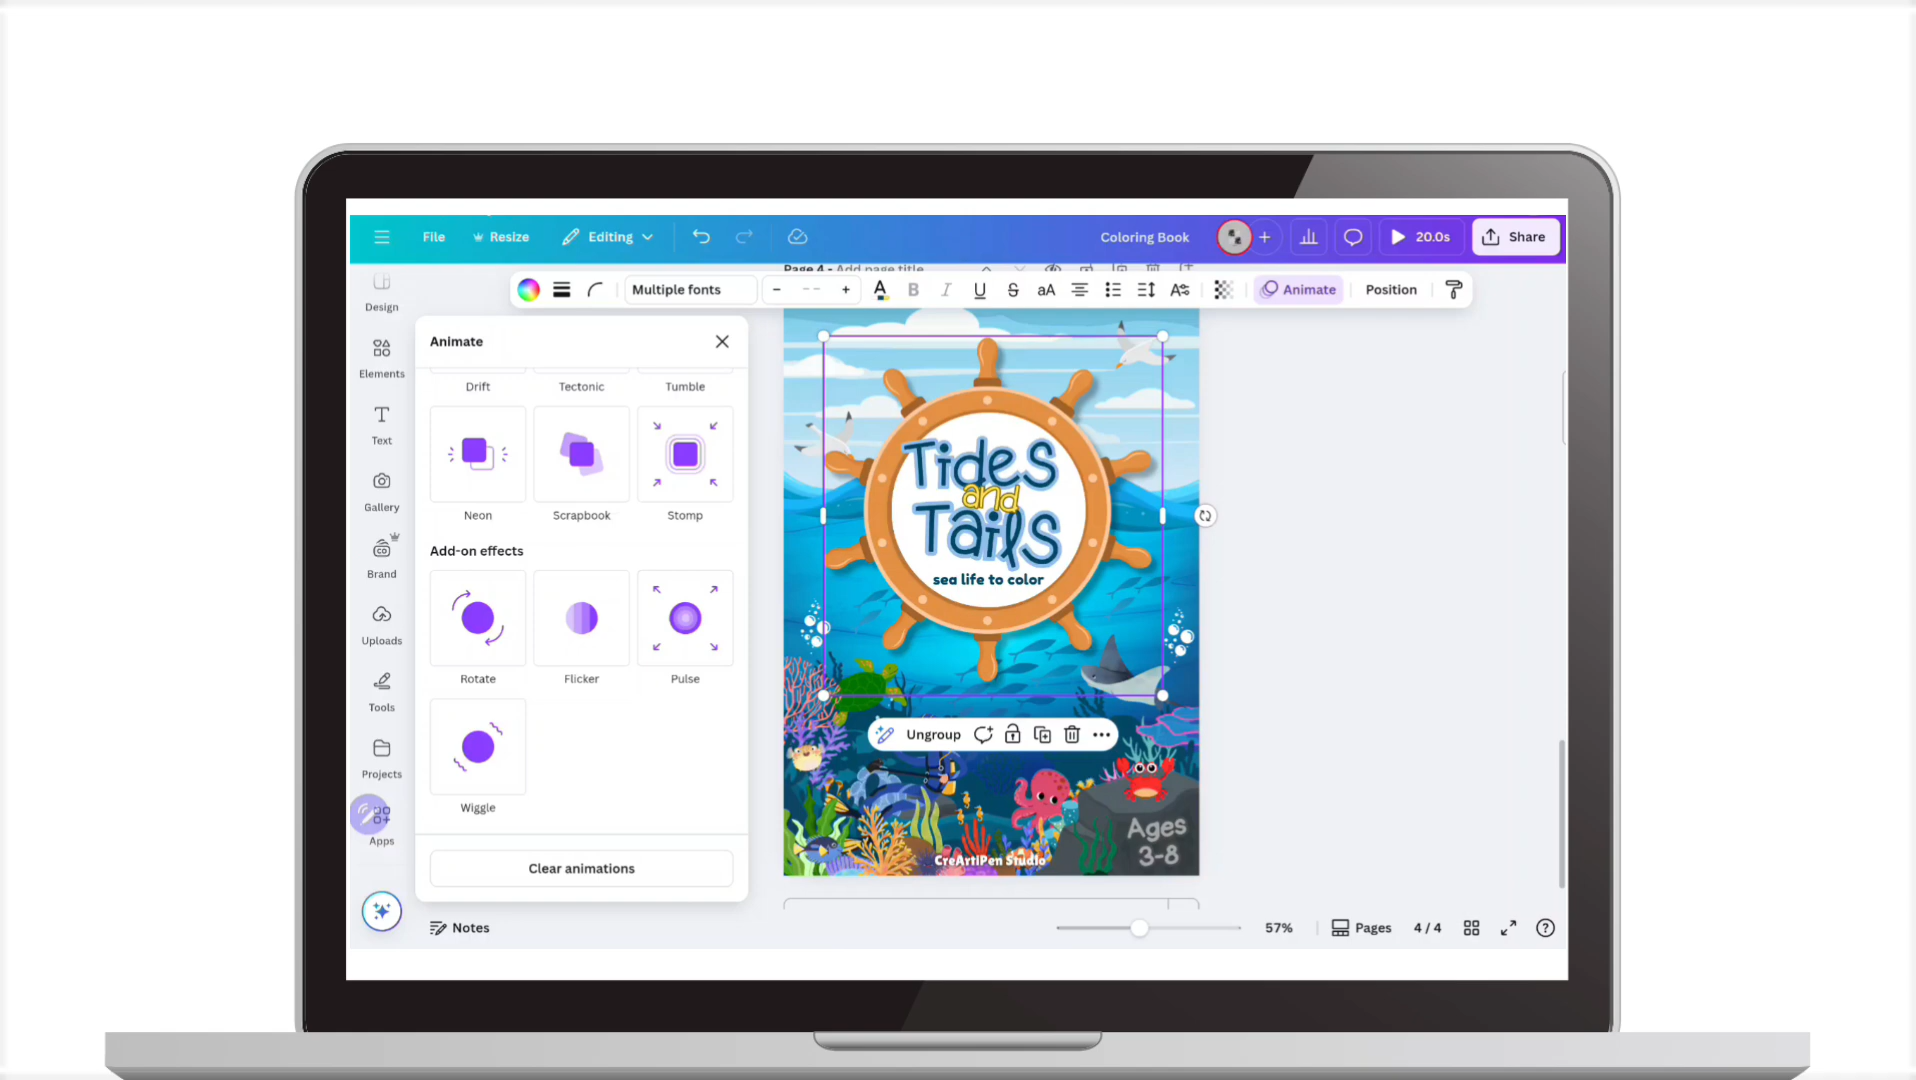 File
Resize
Editing
Coloring Book
20.0s
Share
Page 4 - Add page title
Multiple fonts
- -- +
A B I U S aA
Animate
Position
Design
Elements
Text
Gallery
Brand
Uploads
Tools
Projects
Apps
Animate
Drift
Tectonic
Tumble
Neon
Scrapbook
Stomp
Add-on effects
Rotate
Flicker
Pulse
Wiggle
Clear animations
Tides
and
Tails
sea life to color
Ungroup
Ages
3-8
CreArtiPen Studio
Notes
57%
Pages
4 / 4